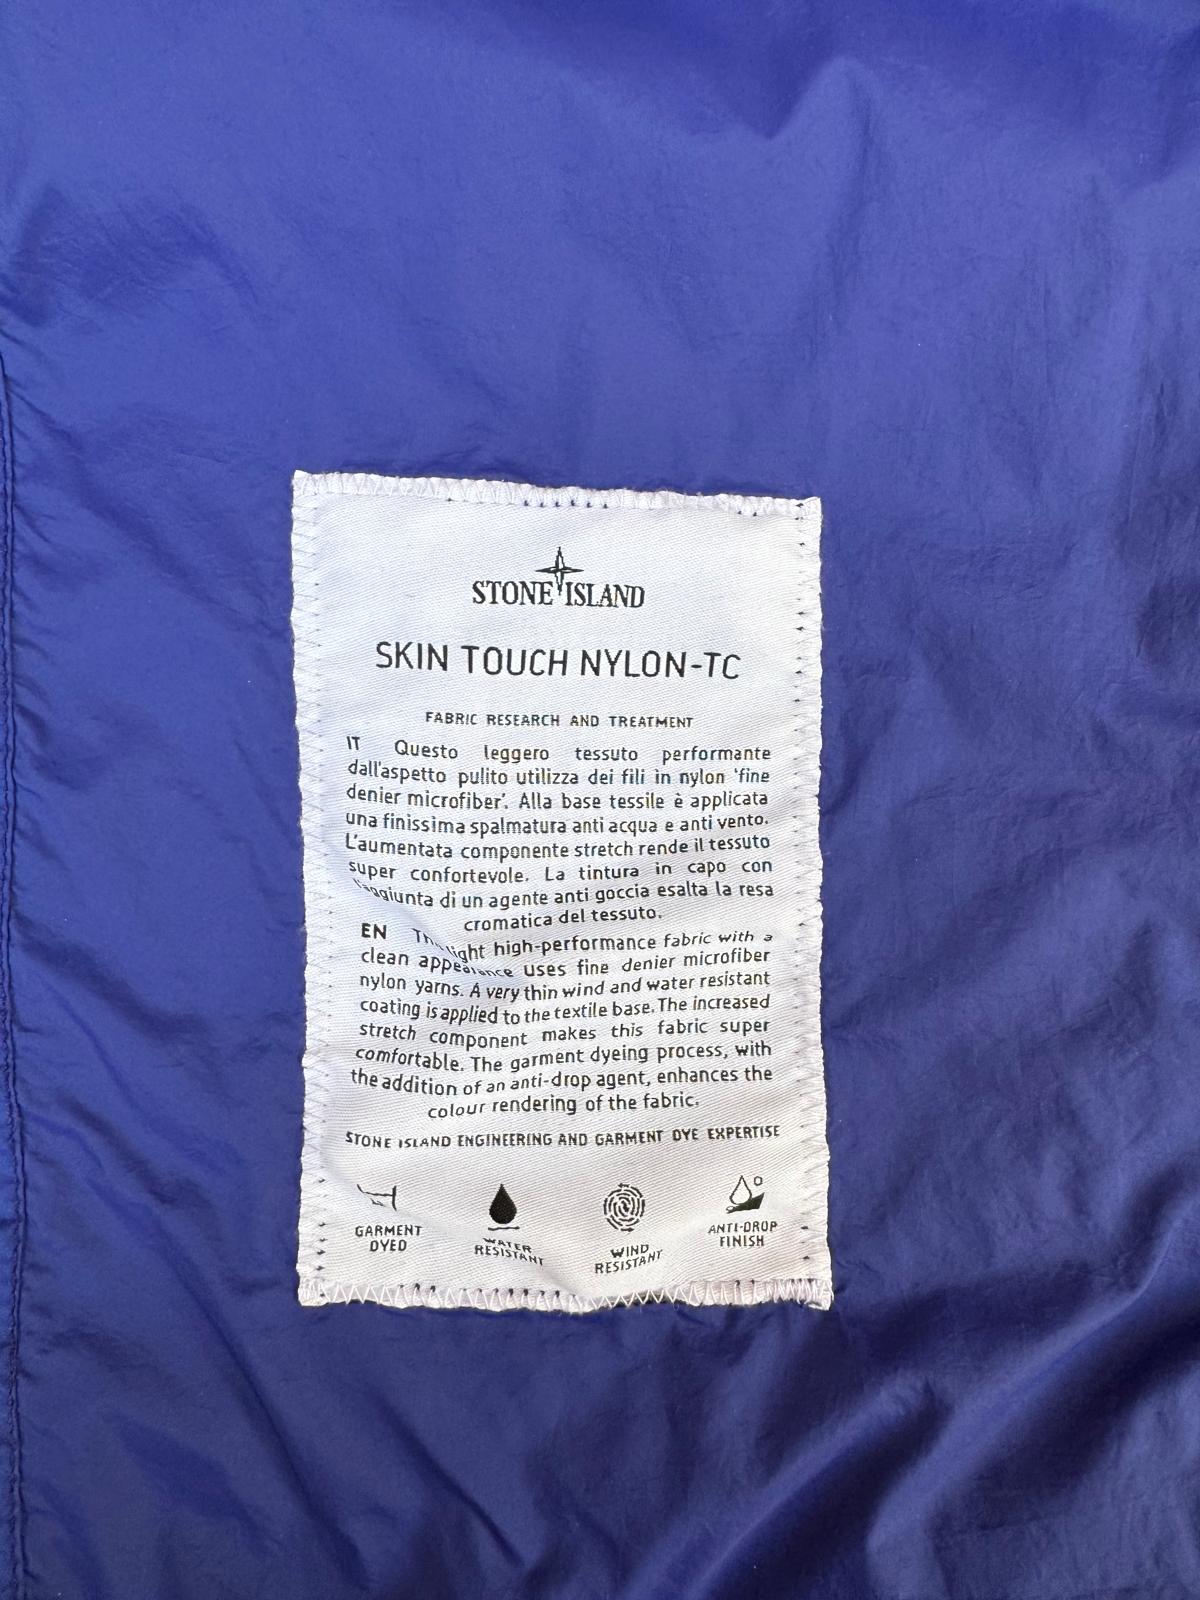 STONE ISLAND
SKIN TOUCH NYLON-TC
FABRIC RESEARCH AND TREATMENT
IT Questo leggero tessuto performante
dall'aspetto pulito utilizza dei fili in nylon 'fine
denier microfiber'. Alla base tessile è applicata
una finissima spalmatura anti acqua e anti vento.
L'aumentata componente stretch rende il tessuto
super confortevole. La tintura in capo con
l'aggiunta di un agente anti goccia esalta la resa
cromatica del tessuto.
EN This light high-performance fabric with a
clean appearance uses fine denier microfiber
nylon yarns. A very thin wind and water resistant
coating is applied to the textile base. The increased
stretch component makes this fabric super
comfortable. The garment dyeing process, with
the addition of an anti-drop agent, enhances the
colour rendering of the fabric.
STONE ISLAND ENGINEERING AND GARMENT DYE EXPERTISE
GARMENT
DYED
WATER
RESISTANT
WIND
RESISTANT
ANTI-DROP
FINISH